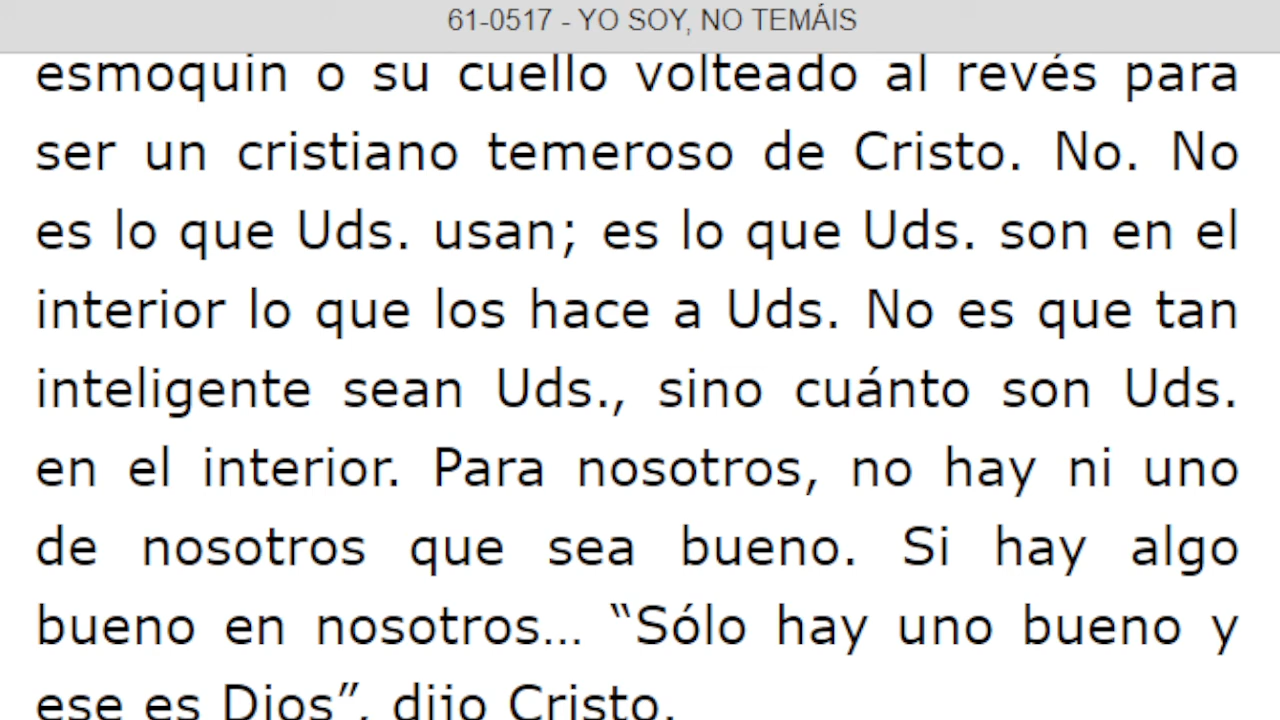 61-0517 - YO SOY, NO TEMÁIS
esmoquin o su cuello volteado al revés para
ser un cristiano temeroso de Cristo. No. No
es lo que Uds. usan; es lo que Uds. son en el
interior lo que los hace a Uds. No es que tan
inteligente sean Uds., sino cuánto son Uds.
en el interior. Para nosotros, no hay ni uno
de nosotros que sea bueno. Si hay algo
bueno en nosotros... “Sólo hay uno bueno y
ese es Dios”, dijo Cristo.